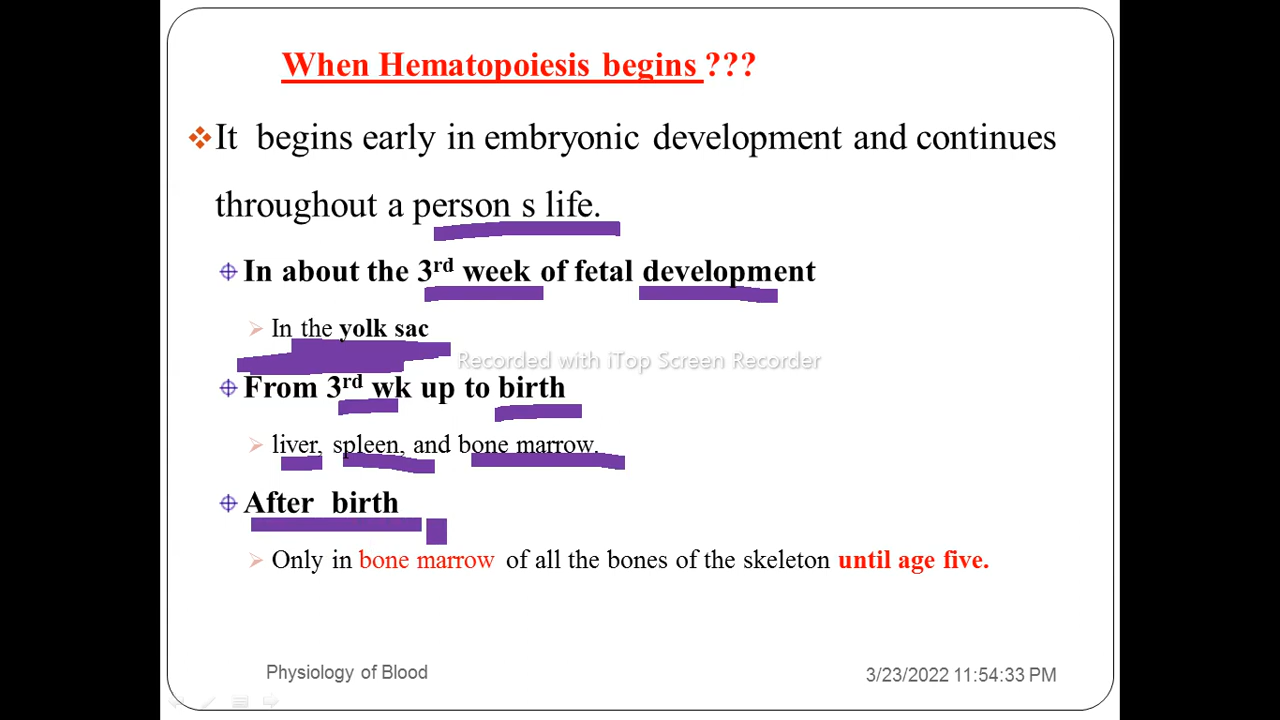 When Hematopoiesis begins ???
It begins early in embryonic development and continues
throughout a person s life.
In about the 3rd week of fetal development
In the yolk sac
Recorded with iTop Screen Recorder
From 3rd wk up to birth
liver, spleen, and bone marrow.
After birth
Only in bone marrow of all the bones of the skeleton until age five.
Physiology of Blood
3/23/2022 11:54:33 PM